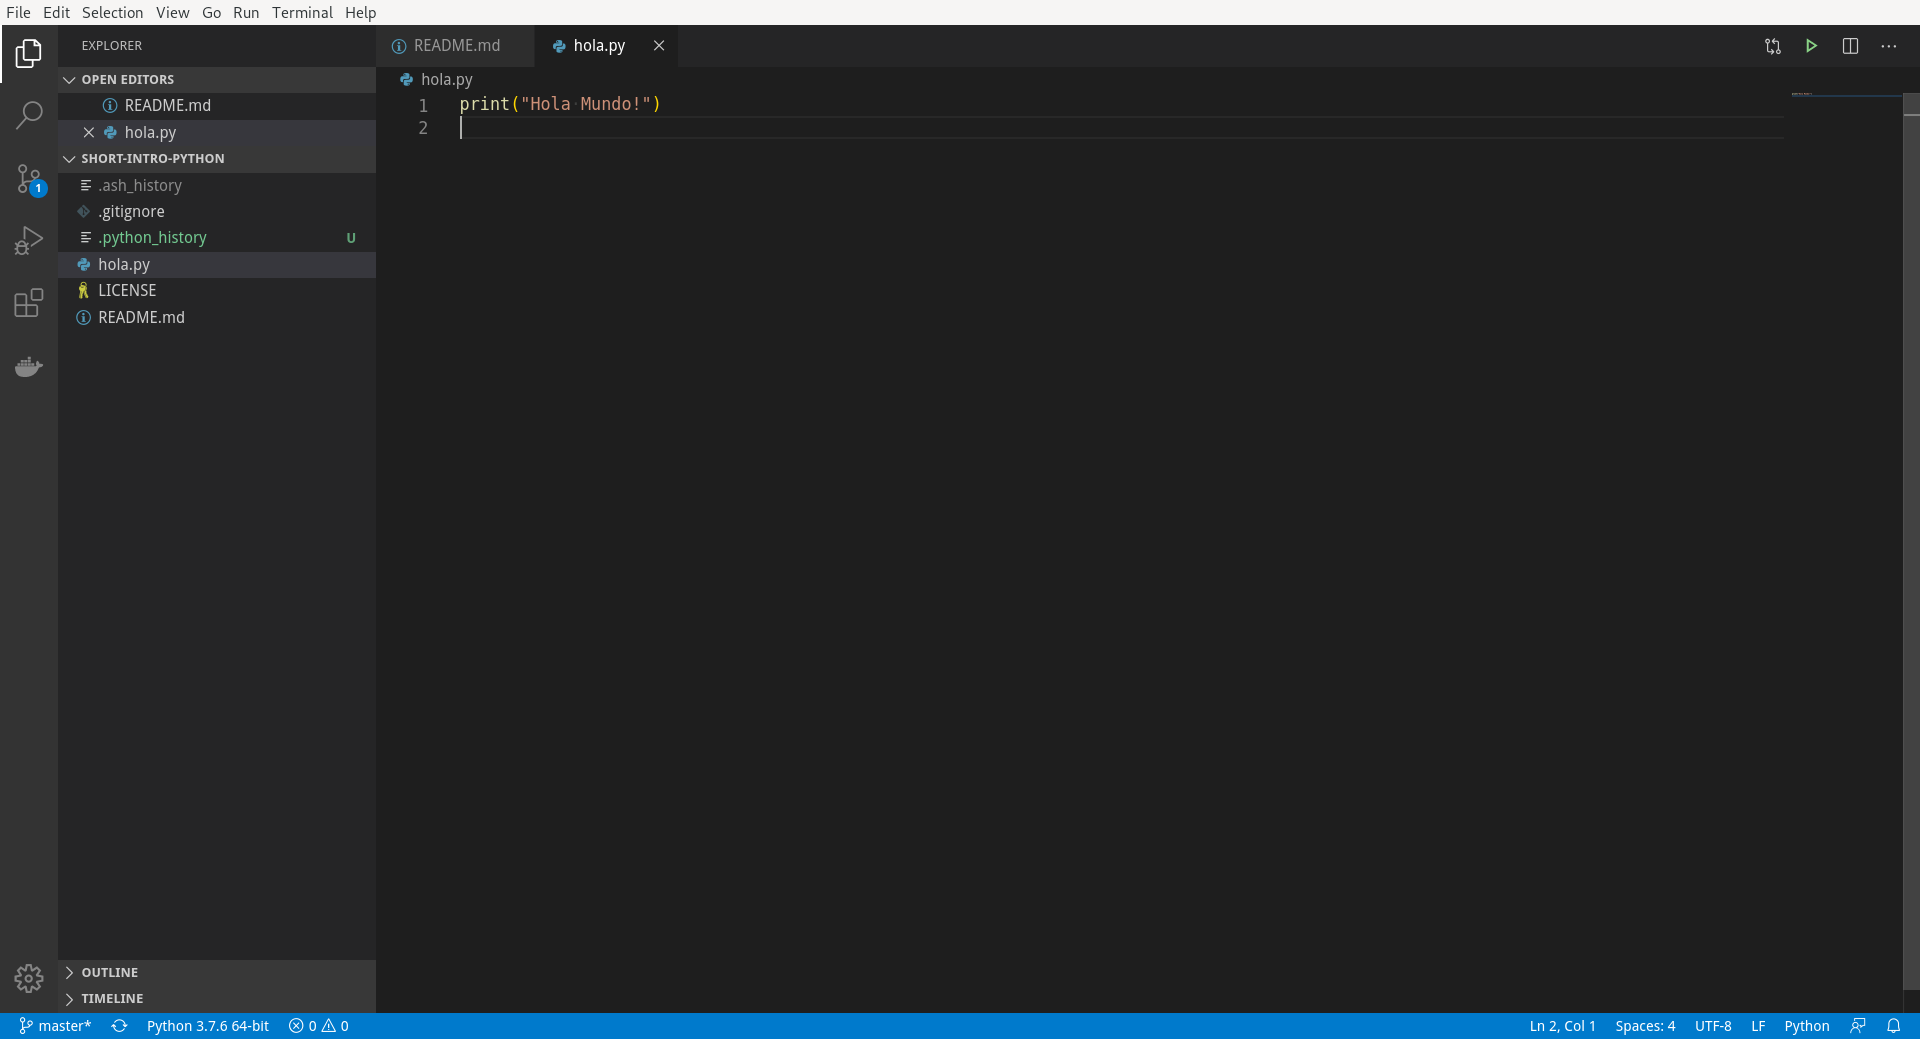 File Edit Selection View Go Run Terminal Help
EXPLORER
OPEN EDITORS
README.md
hola.py
SHORT-INTRO-PYTHON
.ash_history
.gitignore
.python_history U
hola.py
LICENSE
README.md
OUTLINE
TIMELINE
README.md hola.py
hola.py
1 print("Hola Mundo!")
2
1
master* Python 3.7.6 64-bit 0 0 Ln 2, Col 1 Spaces: 4 UTF-8 LF Python